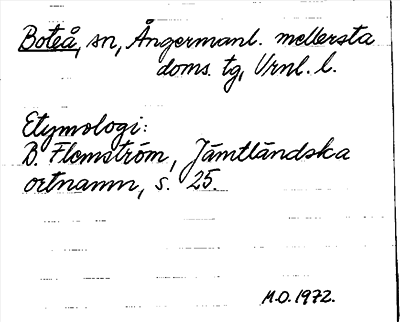 Boteå, sn, Ångermanl. mellersta
doms. tg, Vrnl. l.
Etymologi:
B. Flemström, Jämtländska
ortnamn, s. 25.
M.O. 1972.